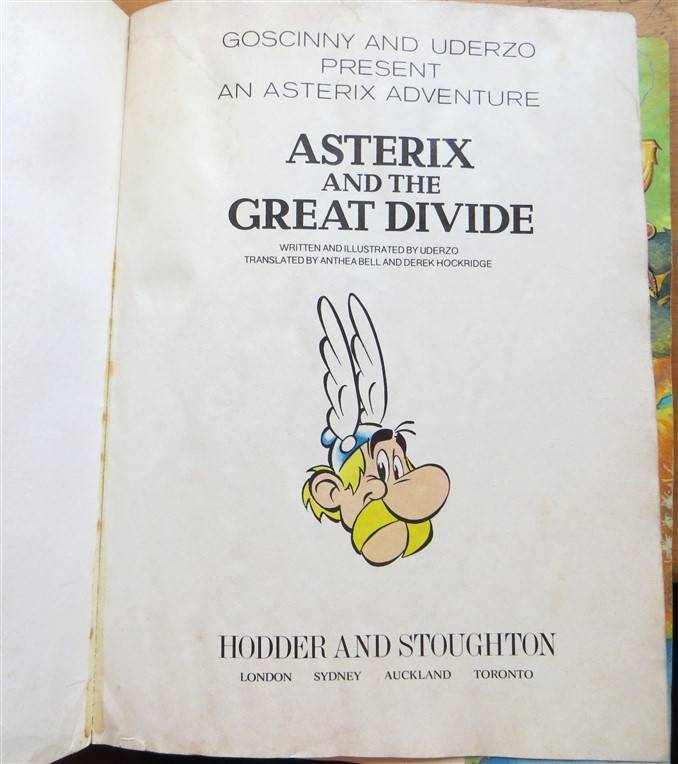 GOSCINNY AND UDERZO
PRESENT
AN ASTERIX ADVENTURE
ASTERIX
AND THE
GREAT DIVIDE
WRITTEN AND ILLUSTRATED BY UDERZO
TRANSLATED BY ANTHEA BELL AND DEREK HOCKRIDGE
HODDER AND STOUGHTON
LONDON SYDNEY AUCKLAND TORONTO